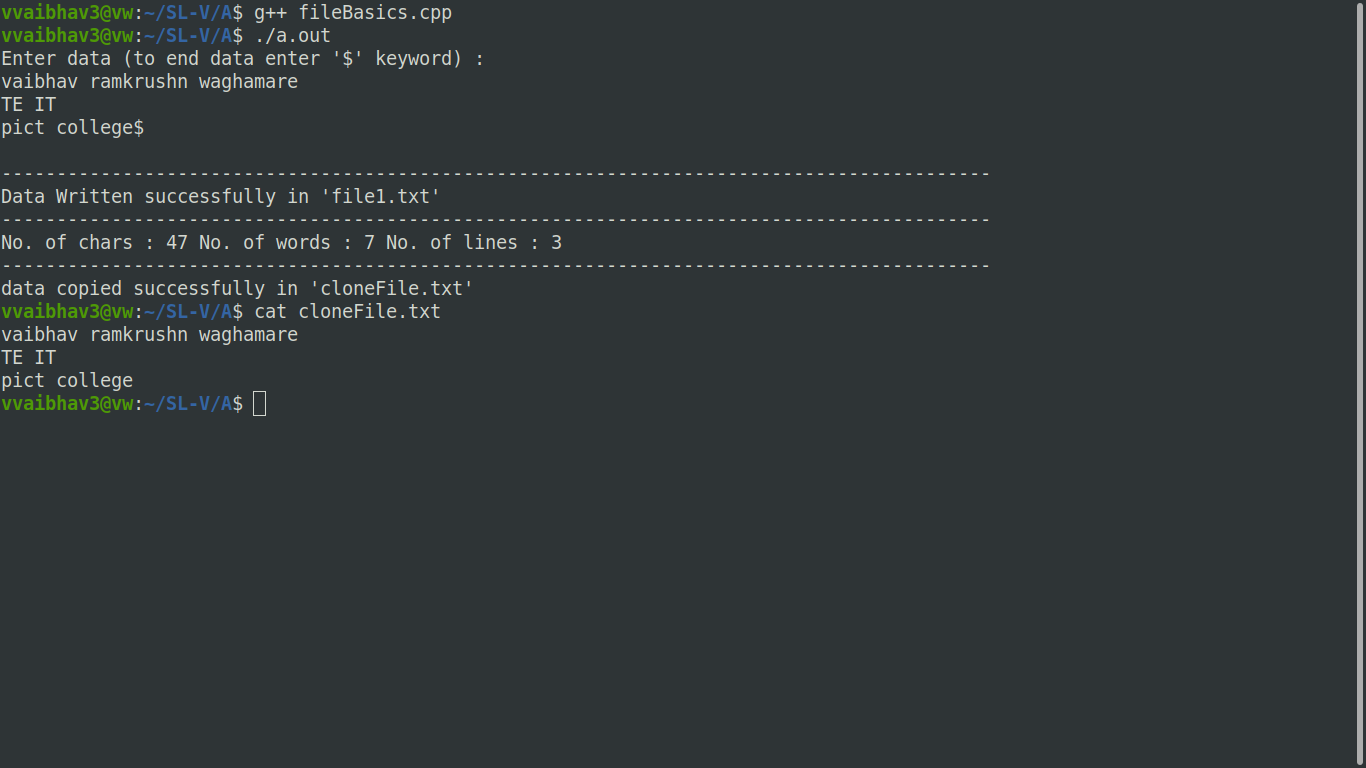 vvaibhav3@vw:~/SL-V/A$ g++ fileBasics.cpp
vvaibhav3@vw:~/SL-V/A$ ./a.out
Enter data (to end data enter '$' keyword) :
vaibhav ramkrushn waghamare
TE IT
pict college$
------------------------------------------------------------------------------------------
Data Written successfully in 'file1.txt'
------------------------------------------------------------------------------------------
No. of chars : 47 No. of words : 7 No. of lines : 3
------------------------------------------------------------------------------------------
data copied successfully in 'cloneFile.txt'
vvaibhav3@vw:~/SL-V/A$ cat cloneFile.txt
vaibhav ramkrushn waghamare
TE IT
pict college
vvaibhav3@vw:~/SL-V/A$